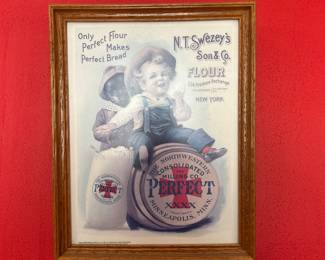 Only
Perfect Flour
Makes
Perfect Bread
N.T. Swezey's
Son & Co.
FLOUR
NEW YORK
THE NORTHWESTERN
CONSOLIDATED
MILLING CO.
PERFECT
XXXX
MINNEAPOLIS, MINN.
PERFECT